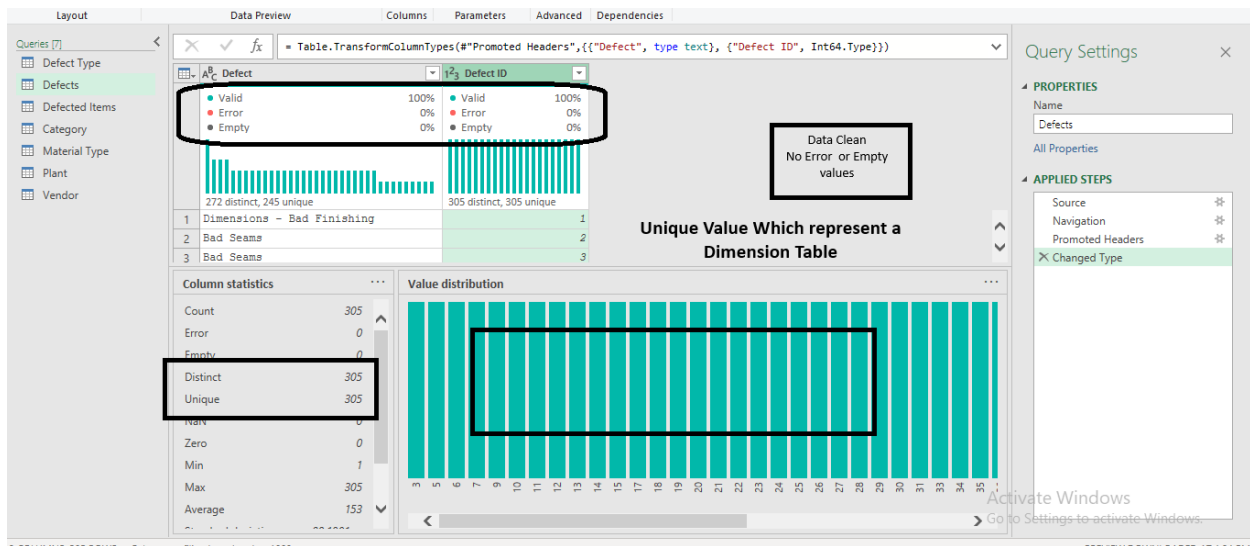 Layout Data Preview Columns Parameters Advanced Dependencies
Queries [7]
Defect Type
Defects
Defected Items
Category
Material Type
Plant
Vendor
fx = Table.TransformColumnTypes(#"Promoted Headers",{{"Defect", type text}, {"Defect ID", Int64.Type}})
ABC Defect 123 Defect ID
Valid 100% Valid 100%
Error 0% Error 0%
Empty 0% Empty 0%
272 distinct, 245 unique 305 distinct, 305 unique
1 Dimensions - Bad Finishing 1
2 Bad Seams 2
3 Bad Seams 3
Data Clean
No Error or Empty
values
Unique Value Which represent a
Dimension Table
Column statistics ...
Count 305
Error 0
Empty 0
Distinct 305
Unique 305
NaN 0
Zero 0
Min 1
Max 305
Average 153
Value distribution ...
3 5 6 7 9 10 11 12 13 14 15 17 18 19 20 21 22 23 24 25 26 27 28 29 30 31 33 34 35
Query Settings
PROPERTIES
Name
Defects
All Properties
APPLIED STEPS
Source
Navigation
Promoted Headers
Changed Type
Activate Windows
Go to Settings to activate Windows.